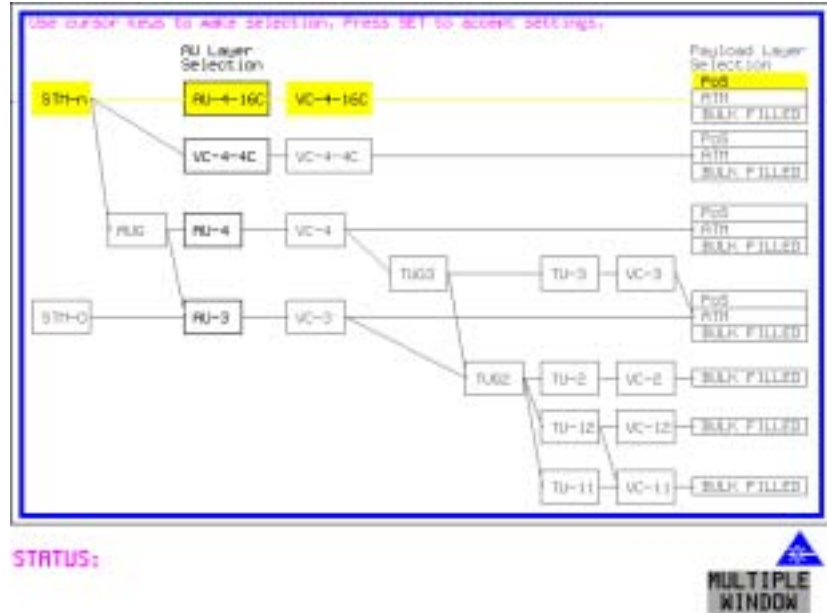 Use cursor keys to make selection, Press SET to accept settings.
AU Layer
Selection
Payload Layer
Selection
STM-n
AU-4-16C
VC-4-16C
PoS
ATM
BULK FILLED
VC-4-4C
VC-4-4C
PoS
ATM
BULK FILLED
AUG
AU-4
VC-4
PoS
ATM
BULK FILLED
TUG3
TU-3
VC-3
STM-0
AU-3
VC-3
PoS
ATM
BULK FILLED
TUG2
TU-2
VC-2
BULK FILLED
TU-12
VC-12
BULK FILLED
TU-11
VC-11
BULK FILLED
STATUS:
MULTIPLE
WINDOW